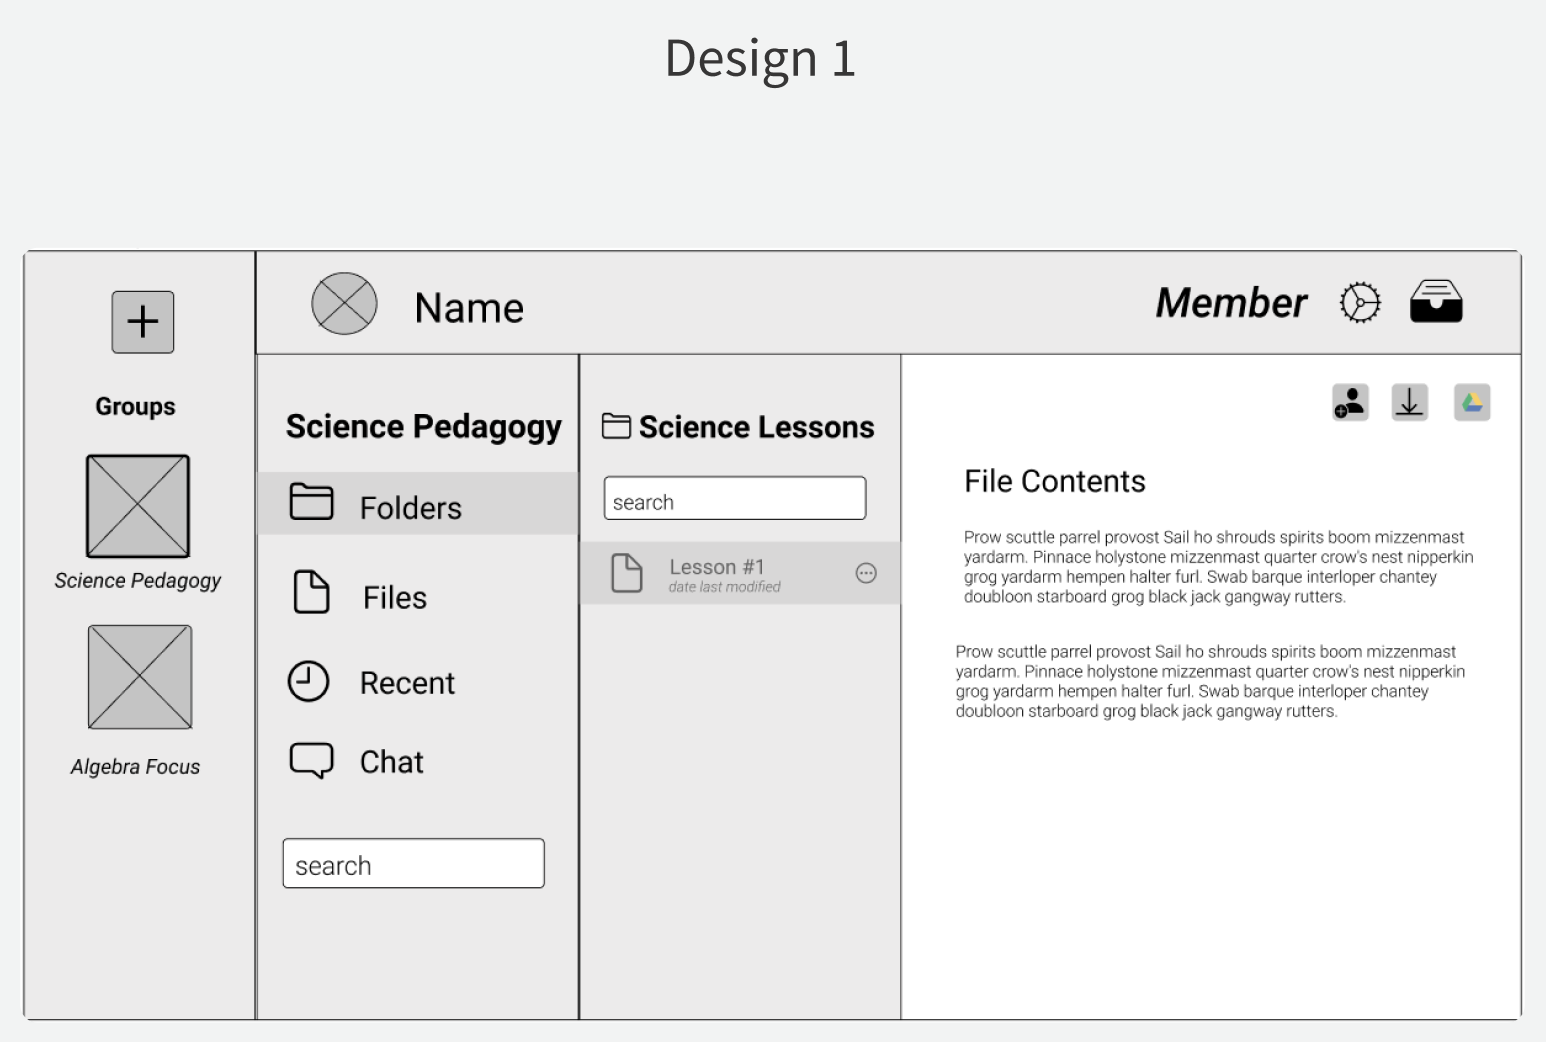 Design 1
Name
Member
Groups
Science Pedagogy
Algebra Focus
Science Pedagogy
Folders
Files
Recent
Chat
search
Science Lessons
search
Lesson #1
date last modified
File Contents
Prow scuttle parrel provost Sail ho shrouds spirits boom mizzenmast
yardarm. Pinnace holystone mizzenmast quarter crow's nest nipperkin
grog yardarm hempen halter furl. Swab barque interloper chantey
doubloon starboard grog black jack gangway rutters.
Prow scuttle parrel provost Sail ho shrouds spirits boom mizzenmast
yardarm. Pinnace holystone mizzenmast quarter crow's nest nipperkin
grog yardarm hempen halter furl. Swab barque interloper chantey
doubloon starboard grog black jack gangway rutters.